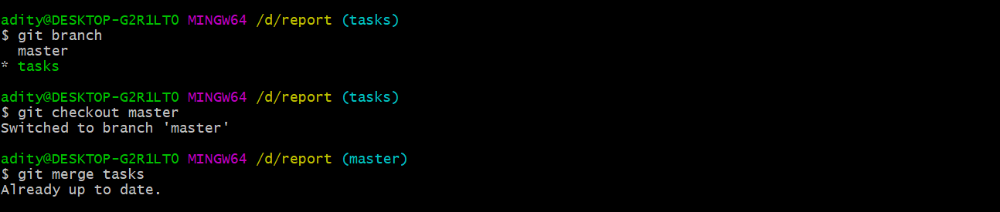 adity@DESKTOP-G2R1LT0 MINGW64 /d/report (tasks)
$ git branch
  master
* tasks
adity@DESKTOP-G2R1LT0 MINGW64 /d/report (tasks)
$ git checkout master
Switched to branch 'master'
adity@DESKTOP-G2R1LT0 MINGW64 /d/report (master)
$ git merge tasks
Already up to date.